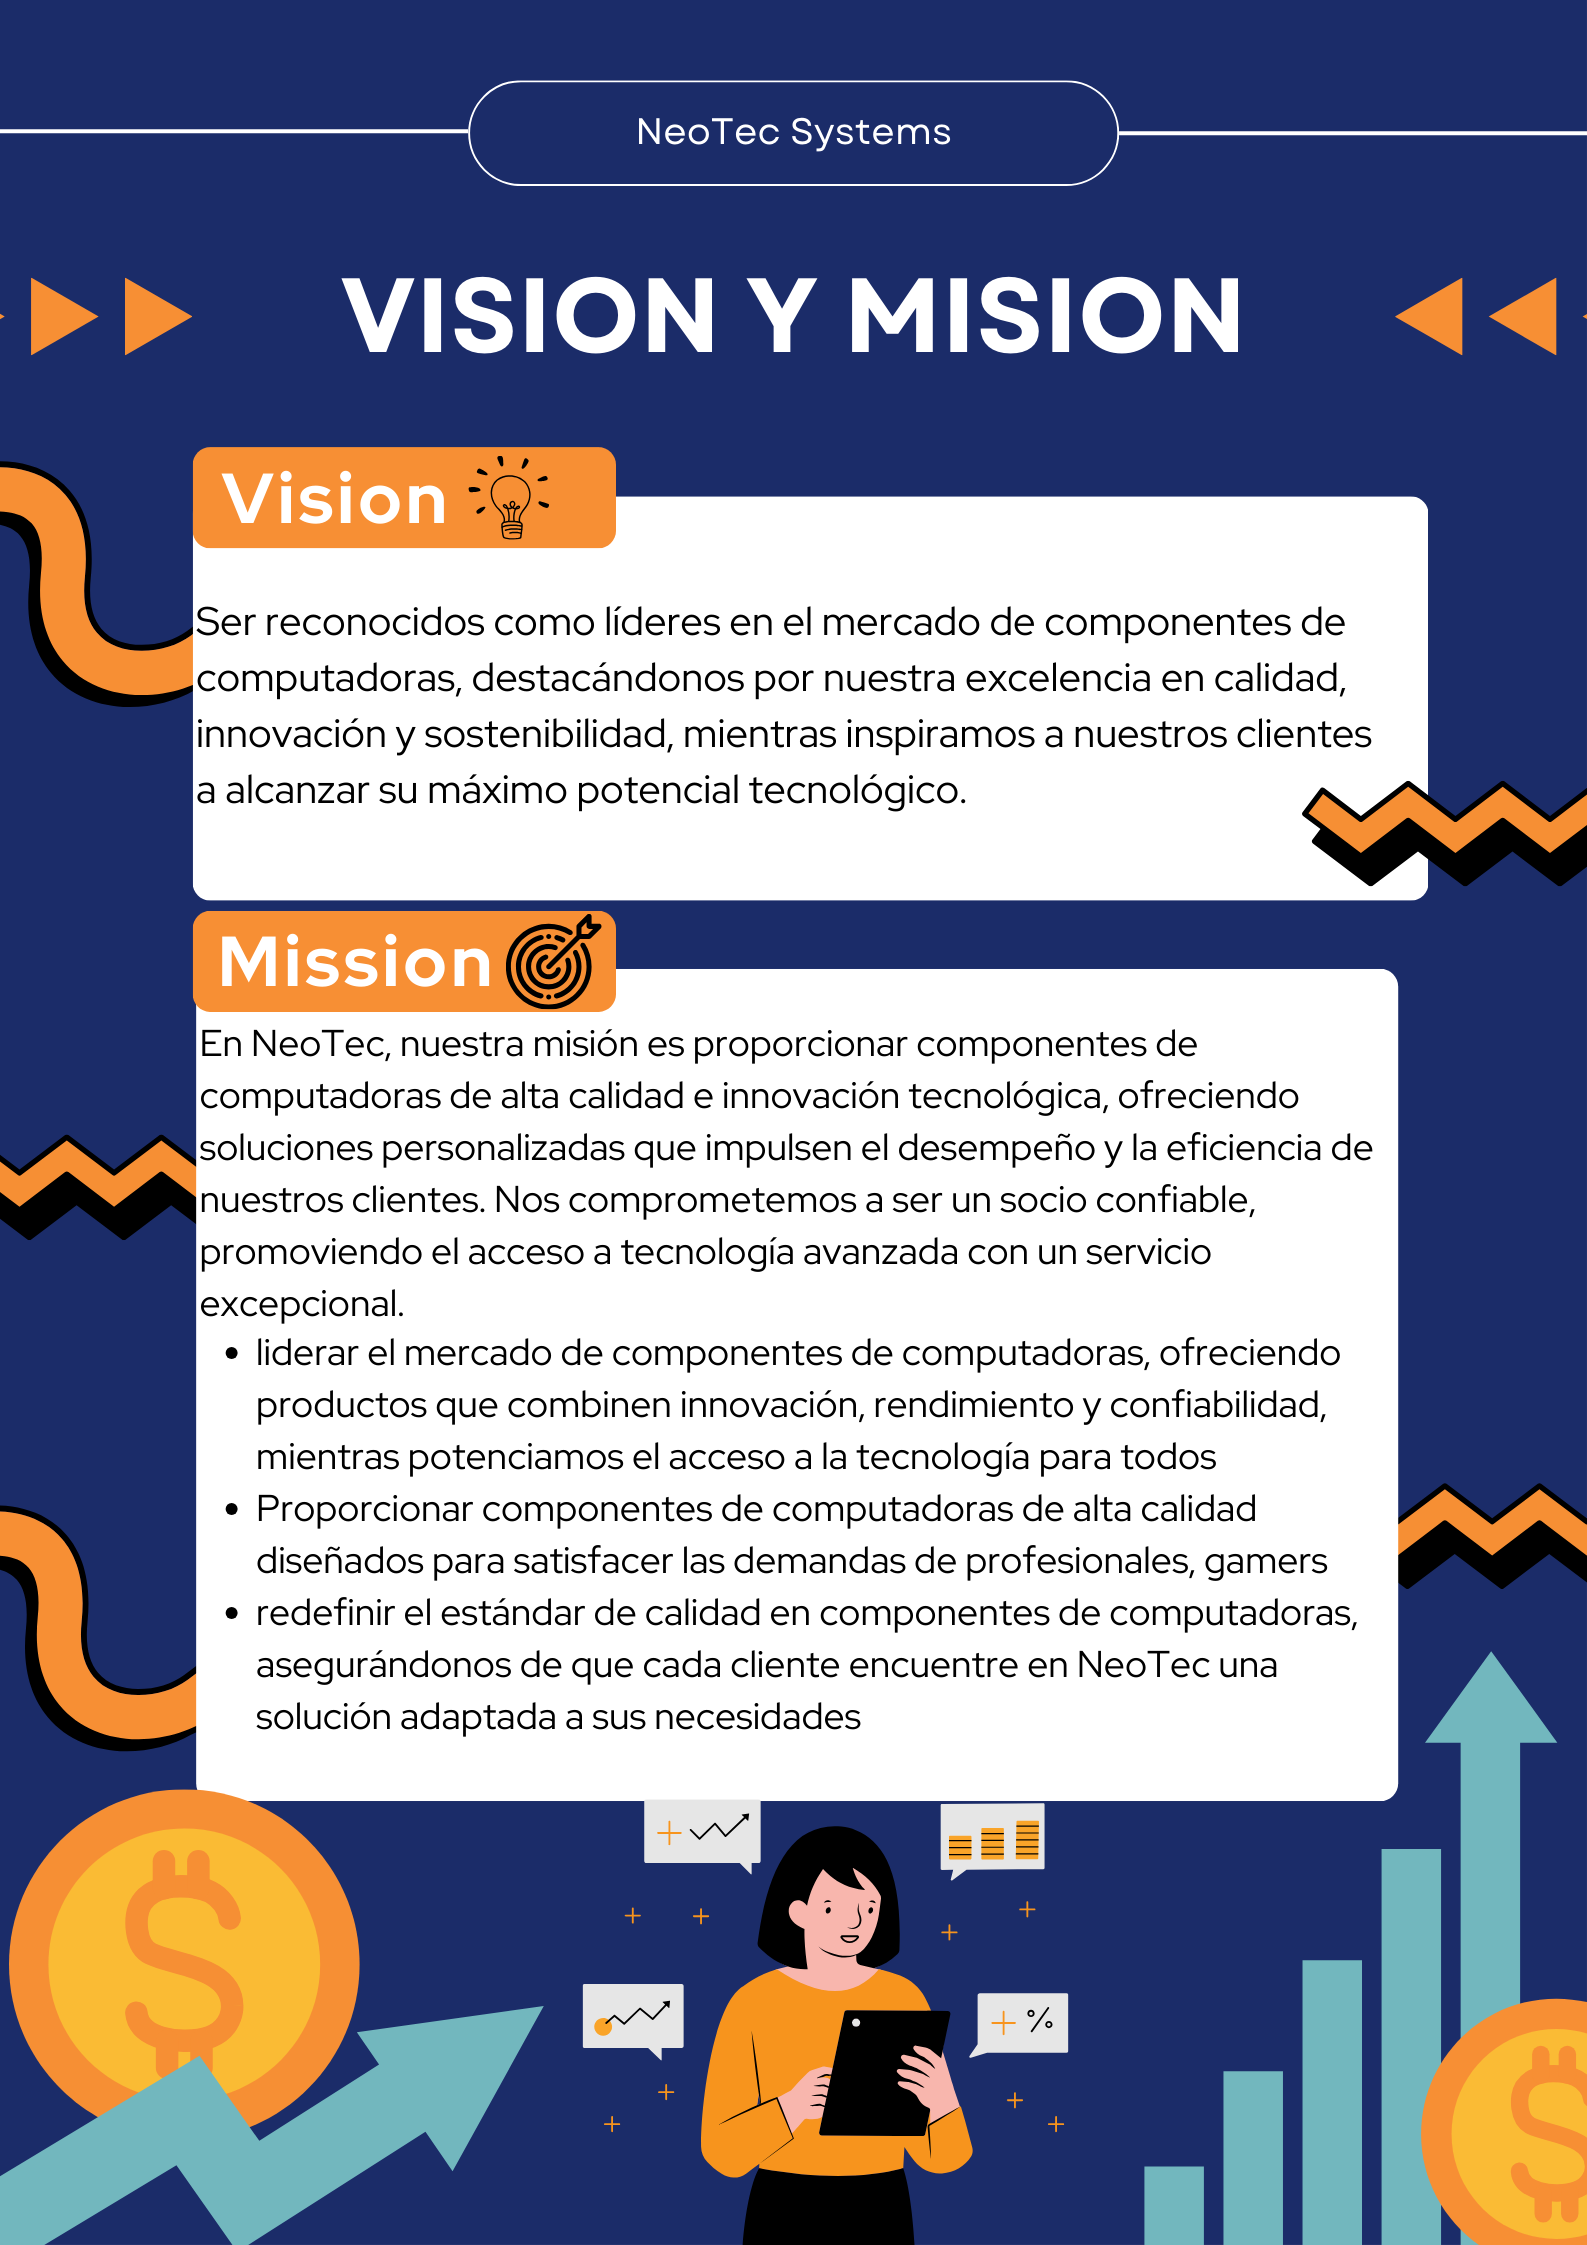 NeoTec Systems
VISION Y MISION
Vision
Ser reconocidos como líderes en el mercado de componentes de
computadoras, destacándonos por nuestra excelencia en calidad,
innovación y sostenibilidad, mientras inspiramos a nuestros clientes
a alcanzar su máximo potencial tecnológico.
Mission
En NeoTec, nuestra misión es proporcionar componentes de
computadoras de alta calidad e innovación tecnológica, ofreciendo
soluciones personalizadas que impulsen el desempeño y la eficiencia de
nuestros clientes. Nos comprometemos a ser un socio confiable,
promoviendo el acceso a tecnología avanzada con un servicio
excepcional.
• liderar el mercado de componentes de computadoras, ofreciendo
productos que combinen innovación, rendimiento y confiabilidad,
mientras potenciamos el acceso a la tecnología para todos
• Proporcionar componentes de computadoras de alta calidad
diseñados para satisfacer las demandas de profesionales, gamers
• redefinir el estándar de calidad en componentes de computadoras,
asegurándonos de que cada cliente encuentre en NeoTec una
solución adaptada a sus necesidades